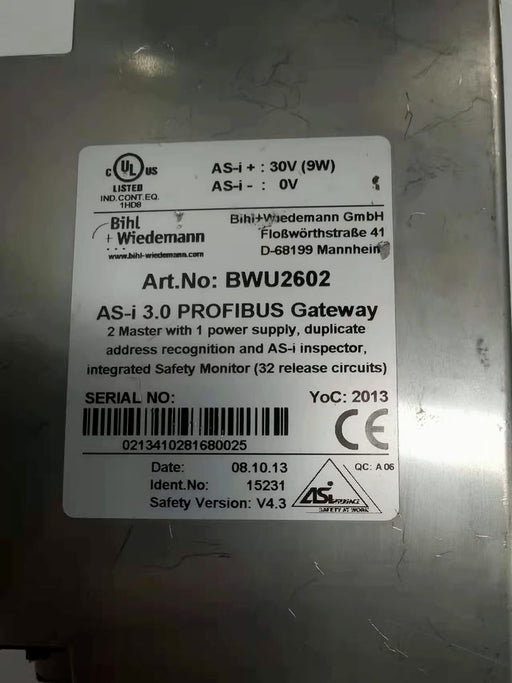 C UL US
LISTED
IND.CONT.EQ.
1HD8
AS-i + : 30V (9W)
AS-i - : 0V
Bihl
+ Wiedemann
www.bihl-wiedemann.com
Bihl+Wiedemann GmbH
Floßwörthstraße 41
D-68199 Mannheim
Art.No: BWU2602
AS-i 3.0 PROFIBUS Gateway
2 Master with 1 power supply, duplicate
address recognition and AS-i inspector,
integrated Safety Monitor (32 release circuits)
SERIAL NO:
YoC: 2013
0213410281680025
CE
Date: 08.10.13
Ident.No: 15231
Safety Version: V4.3
QC: A 06
ASi
SAFETY AT WORK